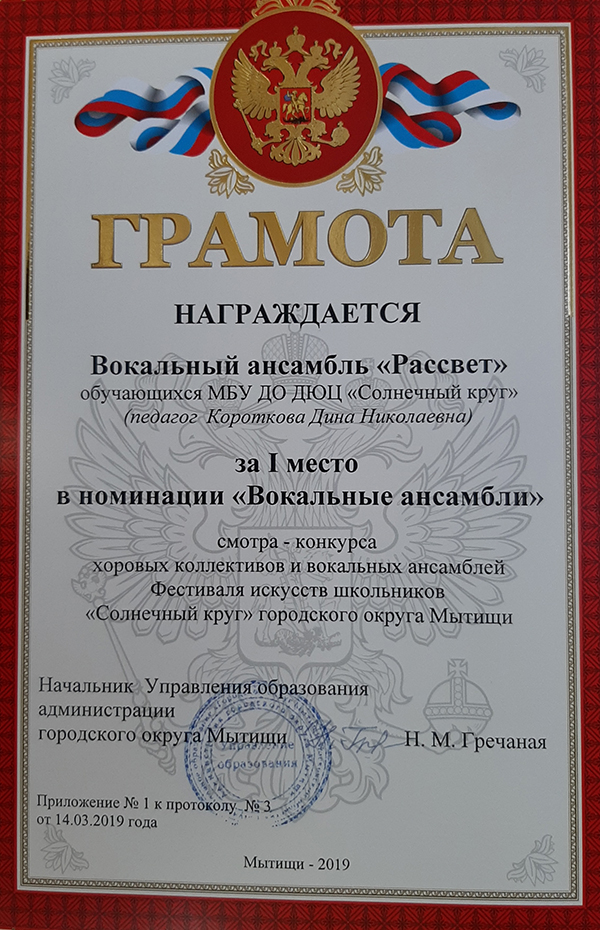 ГРАМОТА
НАГРАЖДАЕТСЯ
Вокальный ансамбль «Рассвет»
обучающихся МБУ ДО ДЮЦ «Солнечный круг»
(педагог Короткова Дина Николаевна)
за I место
в номинации «Вокальные ансамбли»
смотра - конкурса
хоровых коллективов и вокальных ансамблей
Фестиваля искусств школьников
«Солнечный круг» городского округа Мытищи
Начальник Управления образования
администрации
городского округа Мытищи Н. М. Гречаная
Управление
образования
Приложение № 1 к протоколу № 3
от 14.03.2019 года
Мытищи - 2019